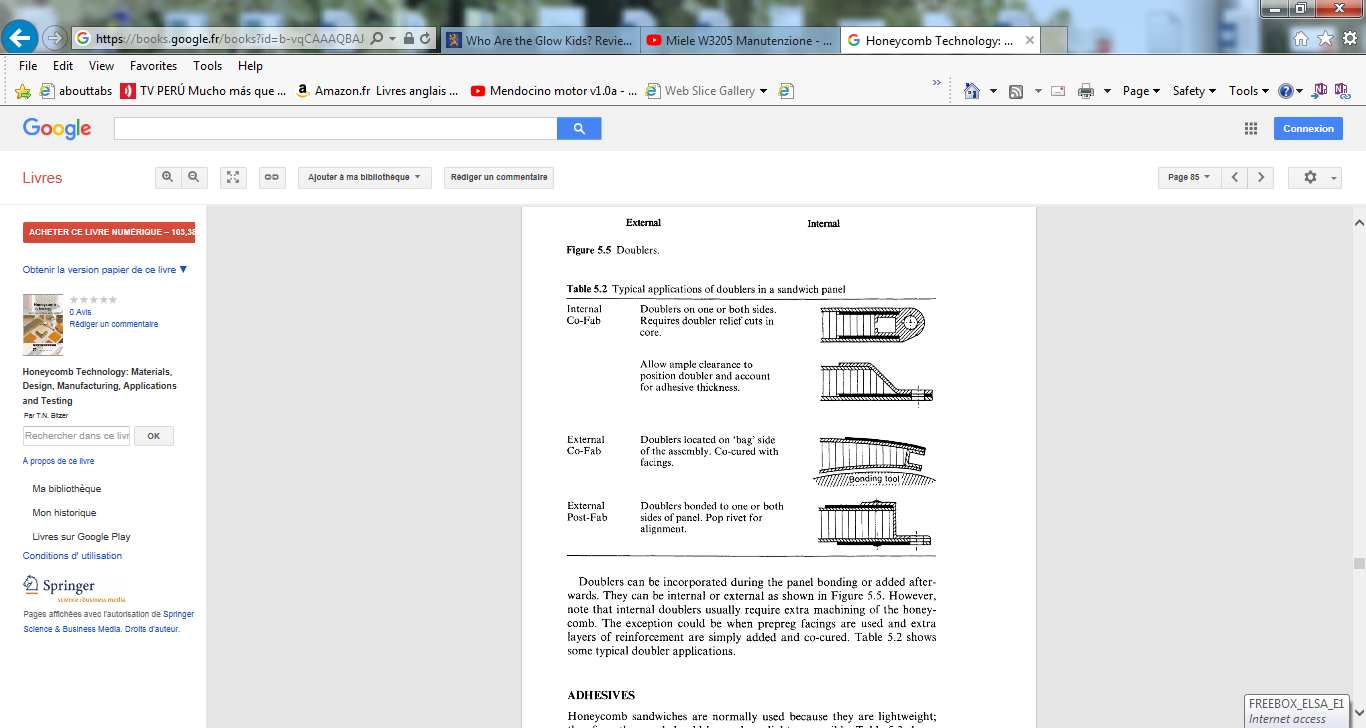 https://books.google.fr/books?id=b-vqCAAAQBAJ
Who Are the Glow Kids? Revie...
Miele W3205 Manutenzione - ...
Honeycomb Technology: ...
File Edit View Favorites Tools Help
abouttabs
TV PERÚ Mucho más que ...
Amazon.fr Livres anglais ...
Mendocino motor v1.0a - ...
Web Slice Gallery
»
Page
Safety
Tools
Google
Connexion
Livres
Ajouter à ma bibliothèque
Rédiger un commentaire
Page 85
ACHETER CE LIVRE NUMÉRIQUE – 103,38
Obtenir la version papier de ce livre ▼
0 Avis
Rédiger un commentaire
Honeycomb Technology: Materials,
Design, Manufacturing, Applications
and Testing
Par T.N. Bitzer
Rechercher dans ce livr
OK
À propos de ce livre
Ma bibliothèque
Mon historique
Livres sur Google Play
Conditions d' utilisation
Springer
science+business media
Pages affichées avec l'autorisation de Springer
Science & Business Media. Droits d'auteur.
External Internal
Figure 5.5 Doublers.
Table 5.2 Typical applications of doublers in a sandwich panel
Internal Doublers on one or both sides.
Co-Fab Requires doubler relief cuts in
core.
Allow ample clearance to
position doubler and account
for adhesive thickness.
External Doublers located on 'bag' side
Co-Fab of the assembly. Co-cured with
facings.
Bonding tool
External Doublers bonded to one or both
Post-Fab sides of panel. Pop rivet for
alignment.
Doublers can be incorporated during the panel bonding or added after-
wards. They can be internal or external as shown in Figure 5.5. However,
note that internal doublers usually require extra machining of the honey-
comb. The exception could be when prepreg facings are used and extra
layers of reinforcement are simply added and co-cured. Table 5.2 shows
some typical doubler applications.
ADHESIVES
Honeycomb sandwiches are normally used because they are lightweight;
FREEBOX_ELSA_E1
Internet access